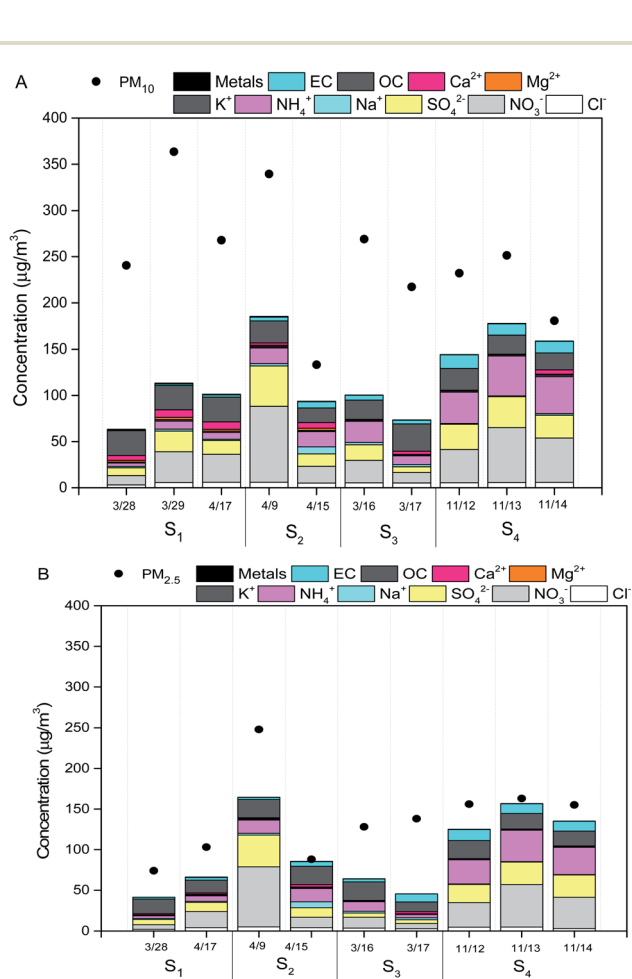 A PM10 Metals EC OC Ca2+ Mg2+
K+ NH4+ Na+ SO42- NO3- Cl-
400
350
300
250
200
150
100
50
0
Concentration (μg/m3)
3/28 3/29 4/17 4/9 4/15 3/16 3/17 11/12 11/13 11/14
S1 S2 S3 S4
B PM2.5 Metals EC OC Ca2+ Mg2+
K+ NH4+ Na+ SO42- NO3- Cl-
400
350
300
250
200
150
100
50
0
Concentration (μg/m3)
3/28 4/17 4/9 4/15 3/16 3/17 11/12 11/13 11/14
S1 S2 S3 S4